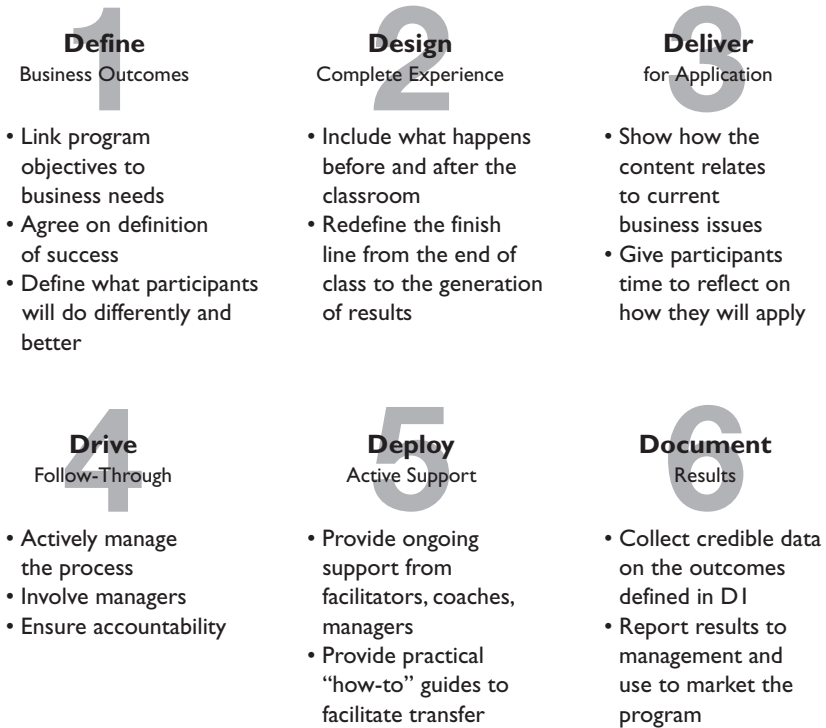 1
Define
Business Outcomes
• Link program
objectives to
business needs
• Agree on definition
of success
• Define what participants
will do differently and
better
2
Design
Complete Experience
• Include what happens
before and after the
classroom
• Redefine the finish
line from the end of
class to the generation
of results
3
Deliver
for Application
• Show how the
content relates
to current
business issues
• Give participants
time to reflect on
how they will apply
4
Drive
Follow-Through
• Actively manage
the process
• Involve managers
• Ensure accountability
5
Deploy
Active Support
• Provide ongoing
support from
facilitators, coaches,
managers
• Provide practical
“how-to” guides to
facilitate transfer
6
Document
Results
• Collect credible data
on the outcomes
defined in D1
• Report results to
management and
use to market the
program